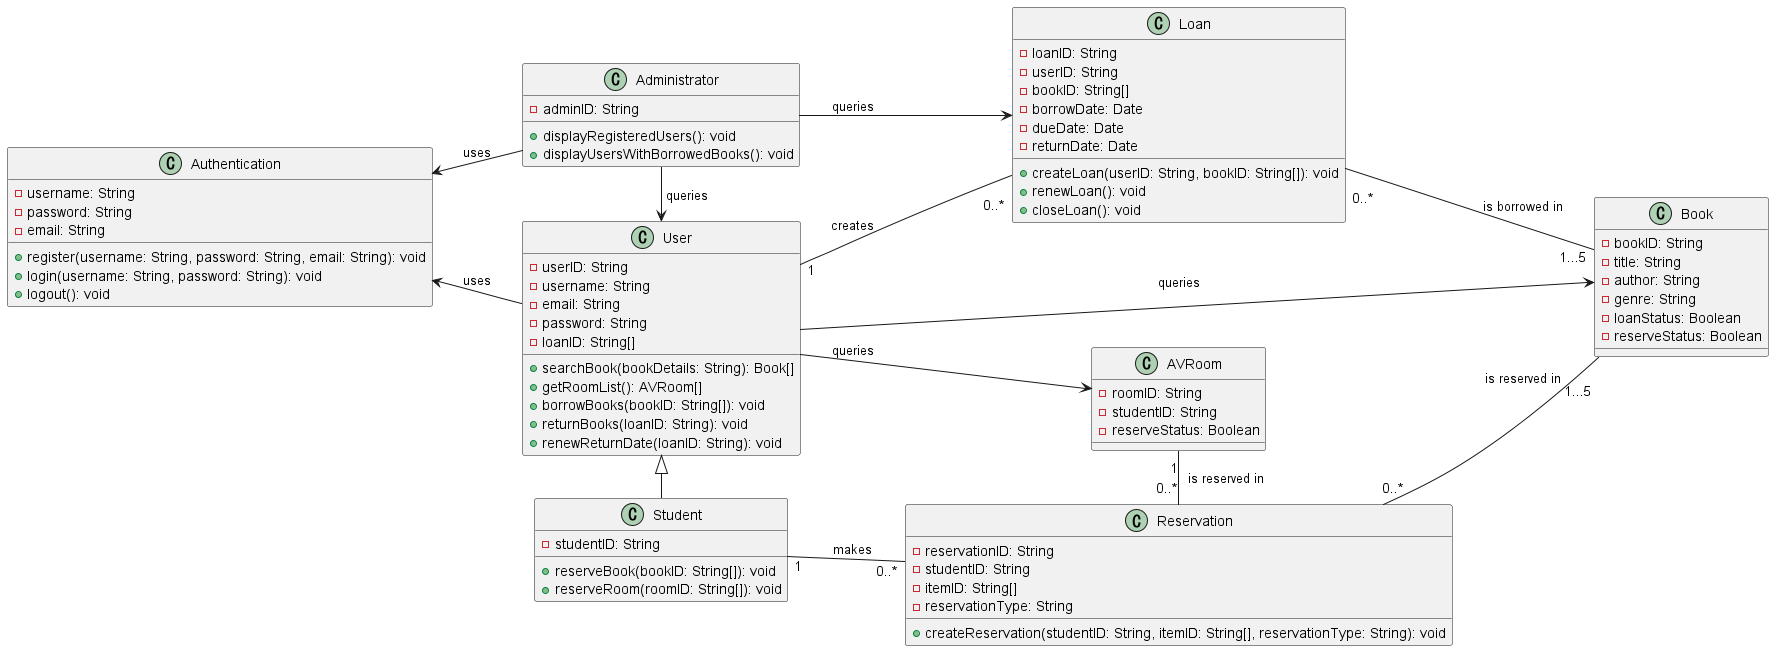 C Loan
loanID: String
userID: String
bookID: String[]
borrowDate: Date
dueDate: Date
returnDate: Date
createLoan(userID: String, bookID: String[]): void
renewLoan(): void
closeLoan(): void
C Administrator
adminID: String
displayRegisteredUsers(): void
displayUsersWithBorrowedBooks(): void
queries
uses
queries
C Authentication
username: String
password: String
email: String
register(username: String, password: String, email: String): void
login(username: String, password: String): void
logout(): void
uses
C User
userID: String
username: String
email: String
password: String
loanID: String[]
searchBook(bookDetails: String): Book[]
getRoomList(): AVRoom[]
borrowBooks(bookID: String[]): void
returnBooks(loanID: String): void
renewReturnDate(loanID: String): void
creates
1
0..*
0..*
is borrowed in
1...5
C Book
bookID: String
title: String
author: String
genre: String
loanStatus: Boolean
reserveStatus: Boolean
queries
queries
C AVRoom
roomID: String
studentID: String
reserveStatus: Boolean
is reserved in
1...5
0..*
1
is reserved in
0..*
C Student
studentID: String
reserveBook(bookID: String[]): void
reserveRoom(roomID: String[]): void
makes
1
0..*
C Reservation
reservationID: String
studentID: String
itemID: String[]
reservationType: String
createReservation(studentID: String, itemID: String[], reservationType: String): void